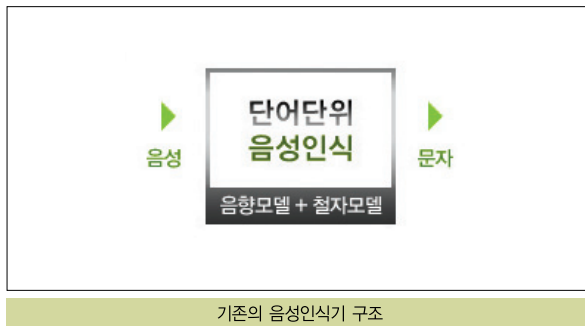 단어단위
음성인식
음성
문자
음향모델 + 철자모델
기존의 음성인식기 구조